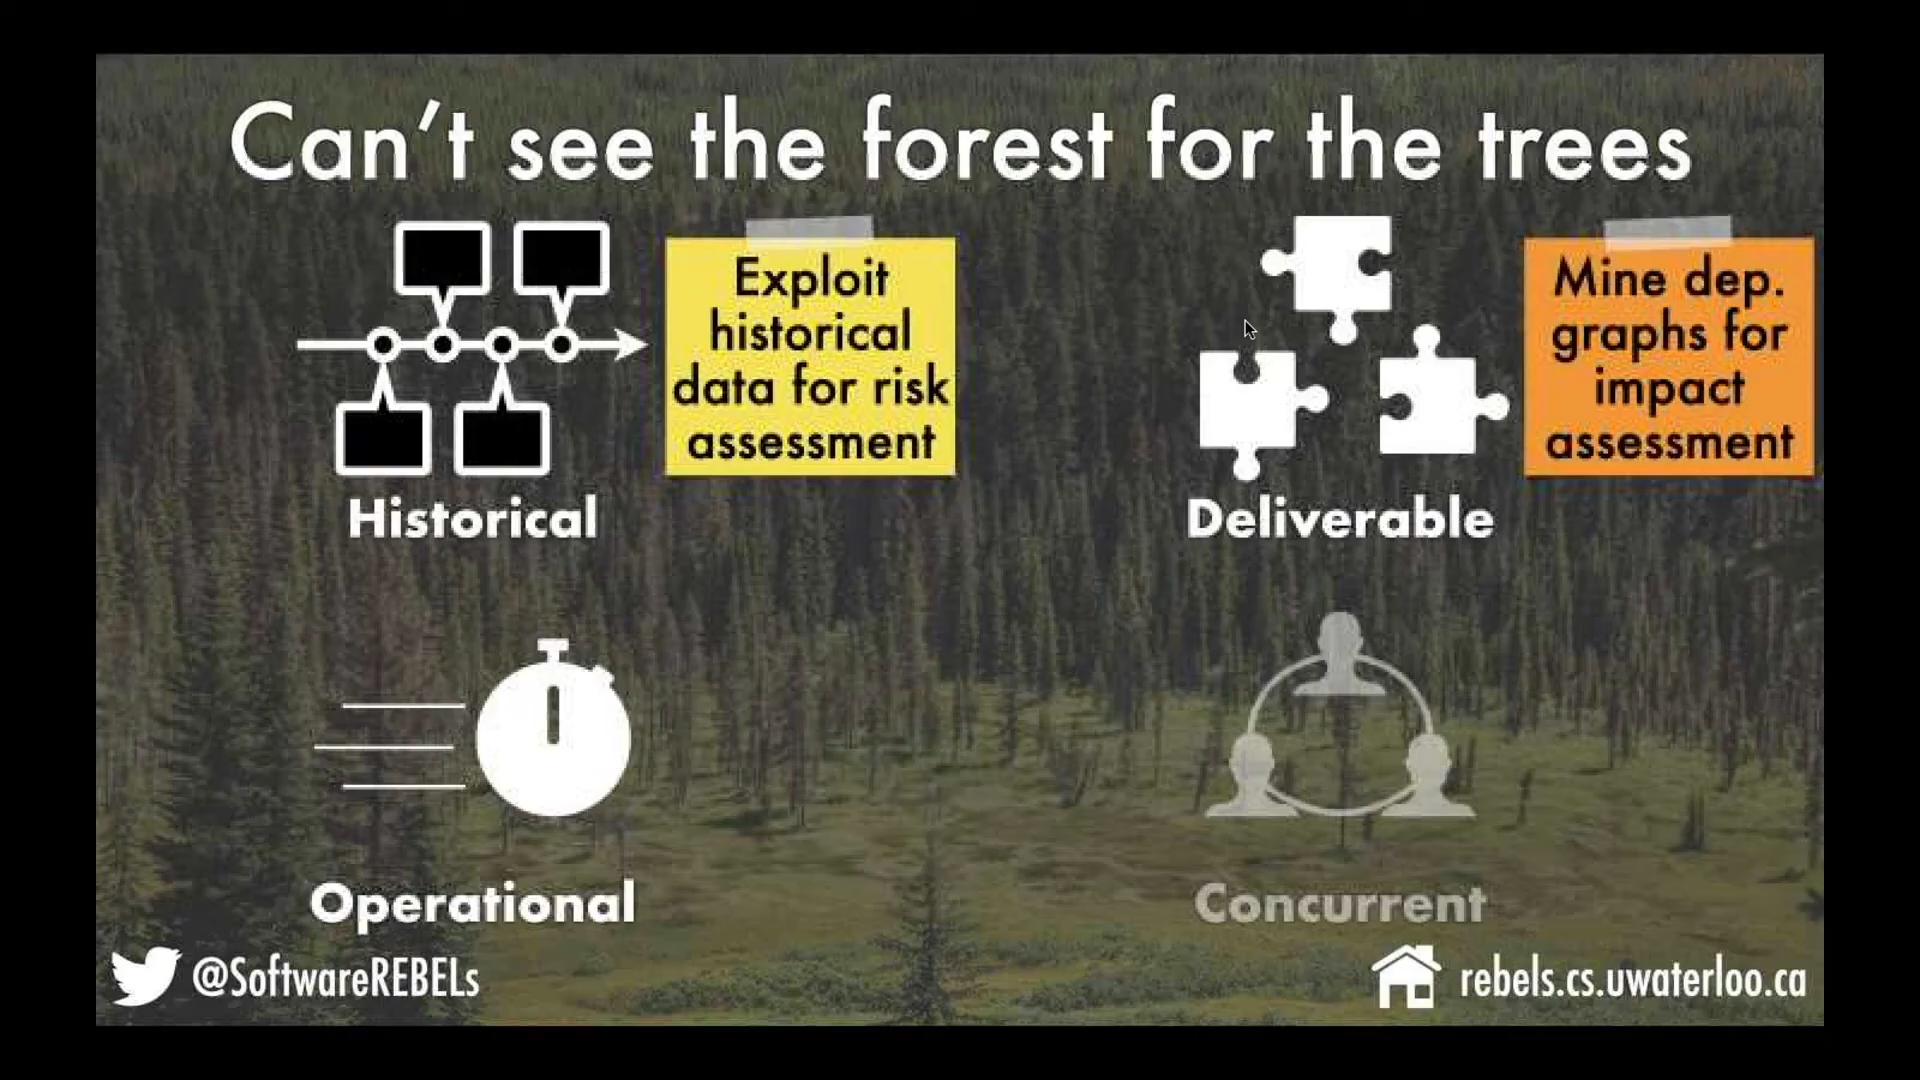 Can't see the forest for the trees
Exploit
historical
data for risk
assessment
Historical
Mine dep.
graphs for
impact
assessment
Deliverable
Operational
Concurrent
@SoftwareREBELs
rebels.cs.uwaterloo.ca